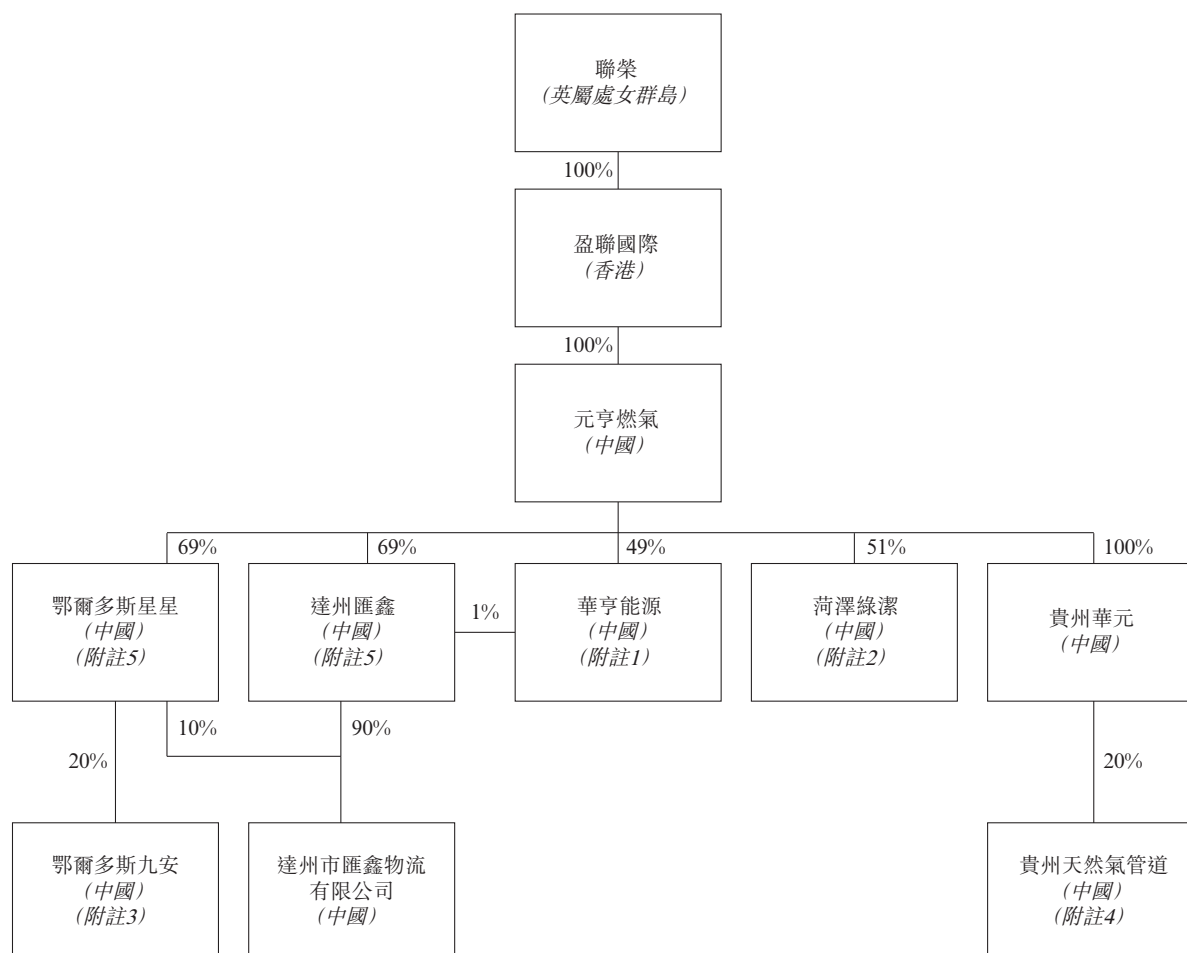 聯榮
（英屬處女群島）
100%
盈聯國際
（香港）
100%
元亨燃氣
（中國）
69%
69%
49%
51%
100%
鄂爾多斯星星
（中國）
（附註5）
達州匯鑫
（中國）
（附註5）
1%
華亨能源
（中國）
（附註1）
菏澤綠潔
（中國）
（附註2）
貴州華元
（中國）
10%
90%
20%
20%
鄂爾多斯九安
（中國）
（附註3）
達州市匯鑫物流
有限公司
（中國）
貴州天然氣管道
（中國）
（附註4）